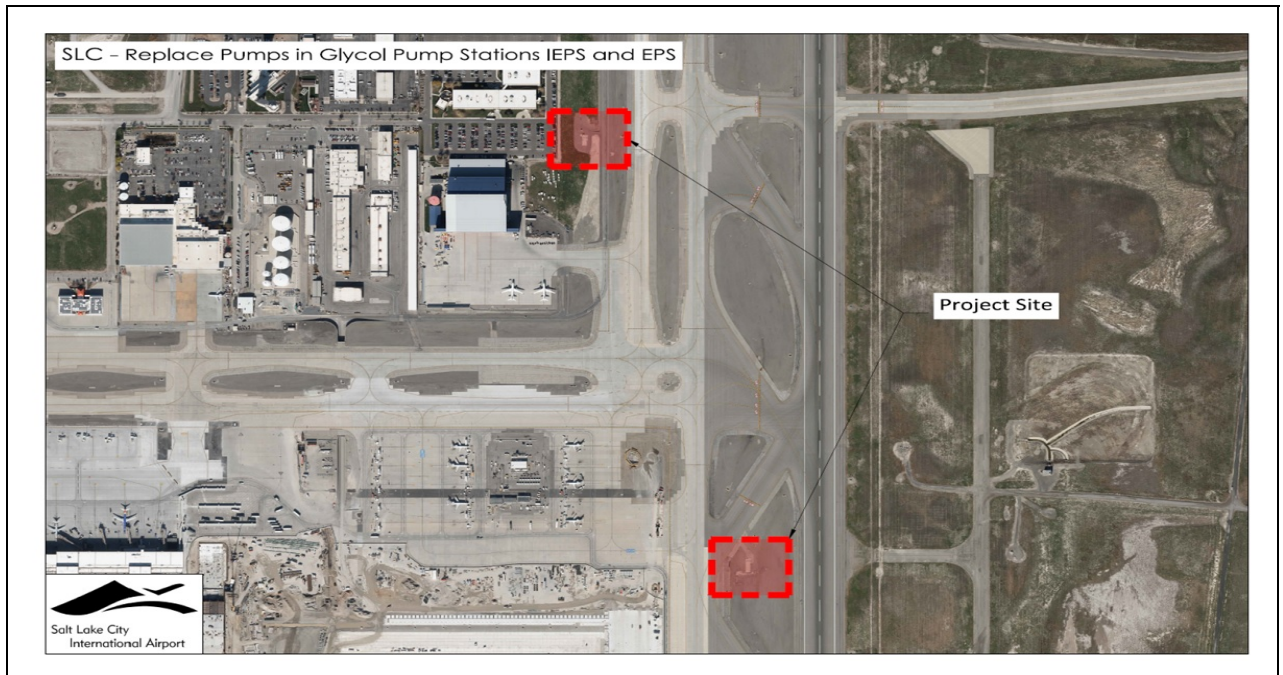 SLC - Replace Pumps in Glycol Pump Stations IEPS and EPS
Project Site
Salt Lake City
International Airport